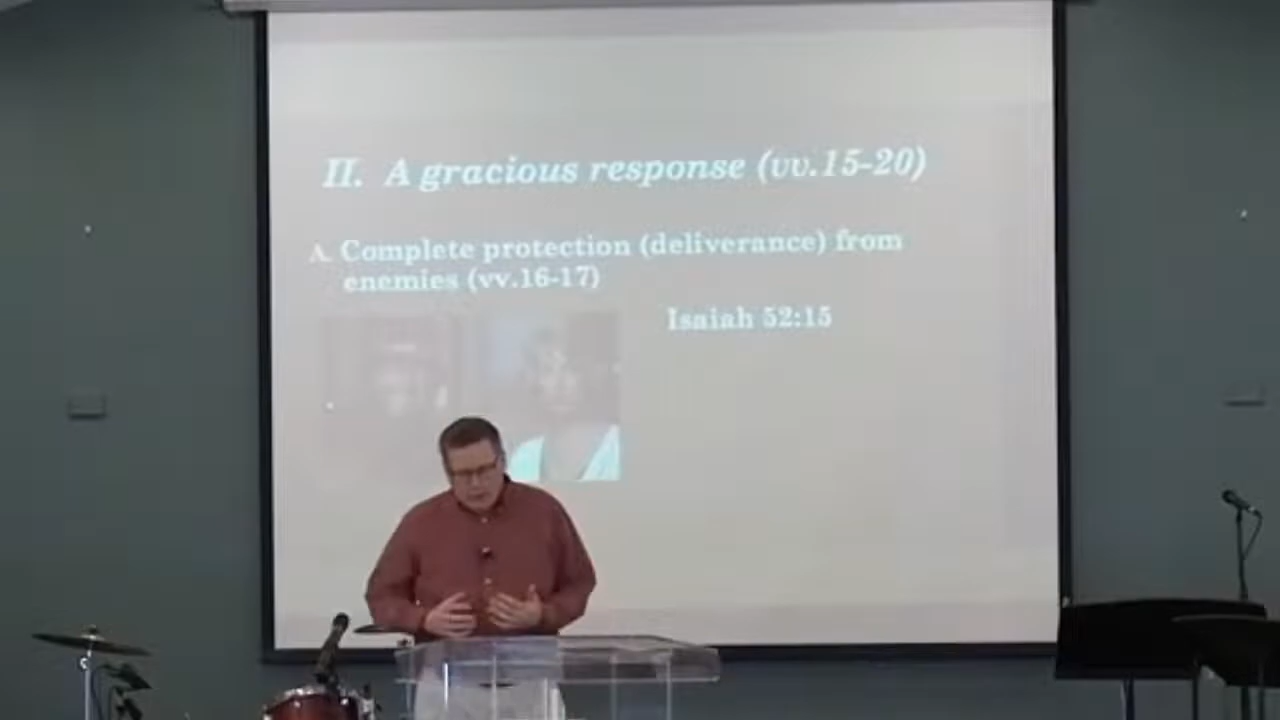 II. A gracious response (vv.15-20)
A. Complete protection (deliverance) from
enemies (vv.16-17)
Isaiah 52:15